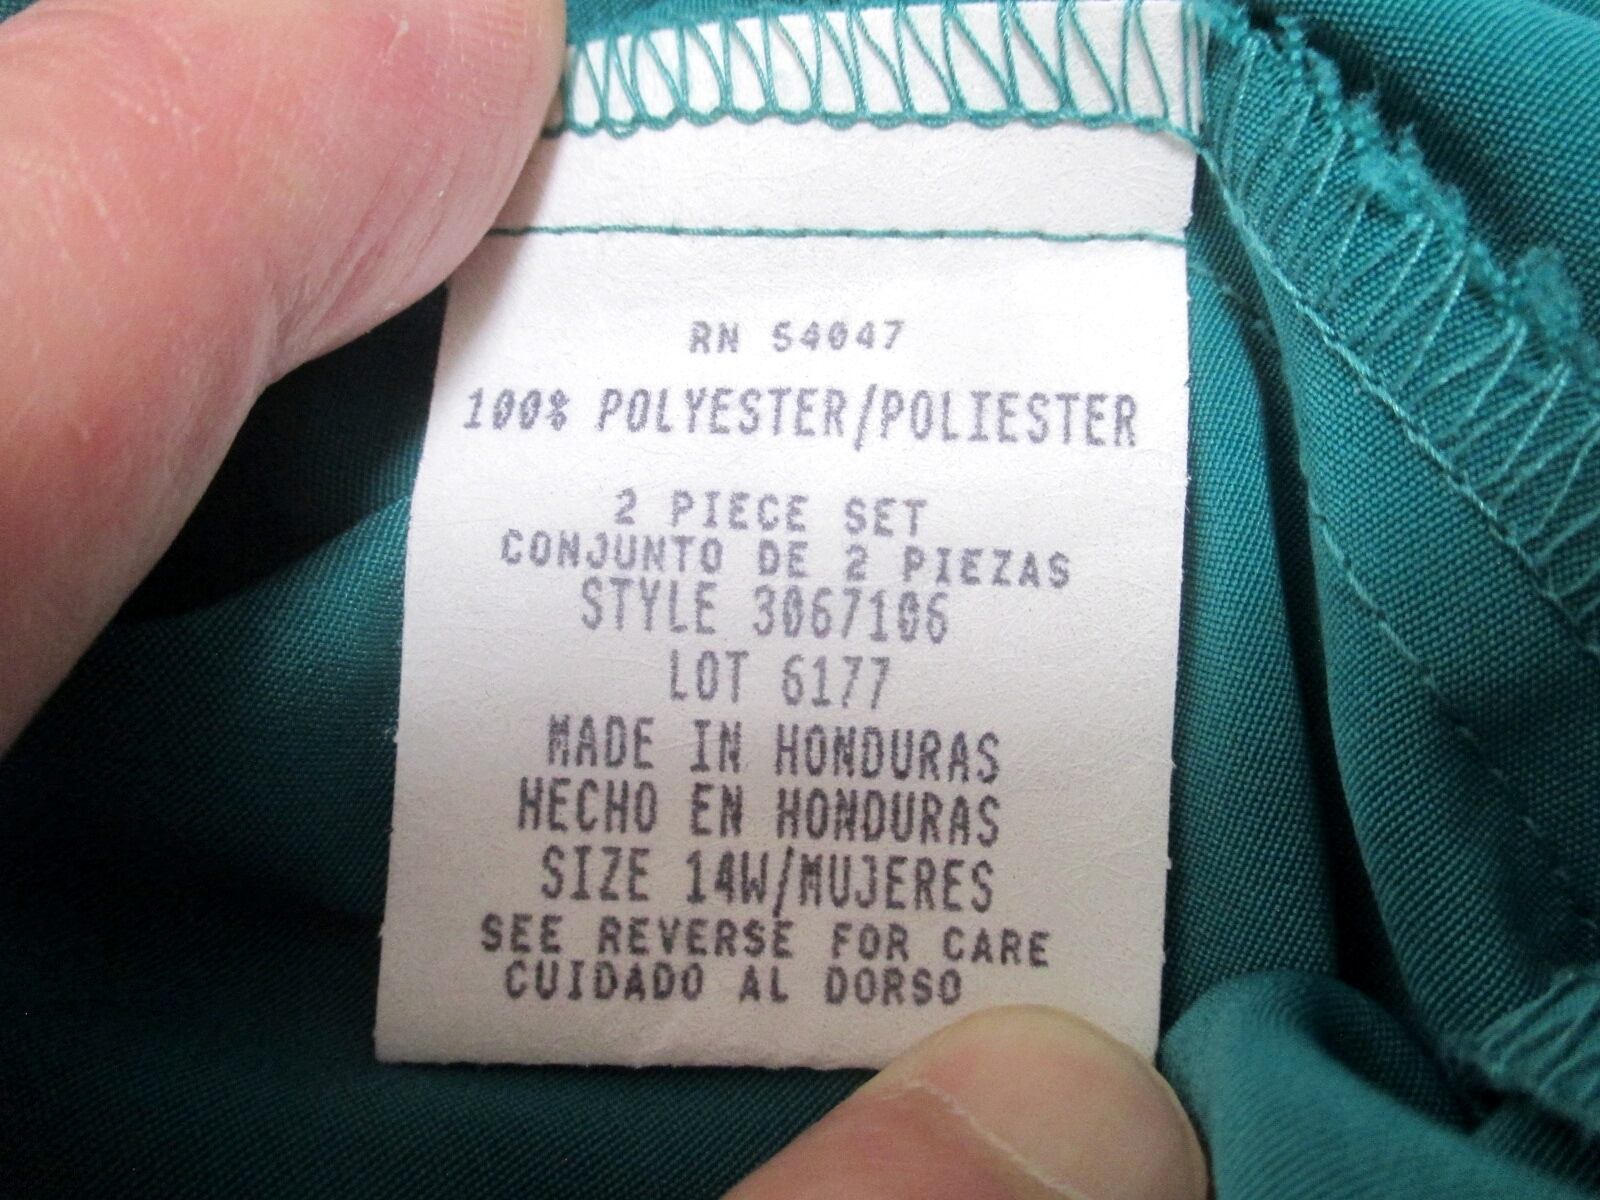 RN 54047
100% POLYESTER/POLIESTER
2 PIECE SET
CONJUNTO DE 2 PIEZAS
STYLE 3067106
LOT 6177
MADE IN HONDURAS
HECHO EN HONDURAS
SIZE 14W/MUJERES
SEE REVERSE FOR CARE
CUIDADO AL DORSO